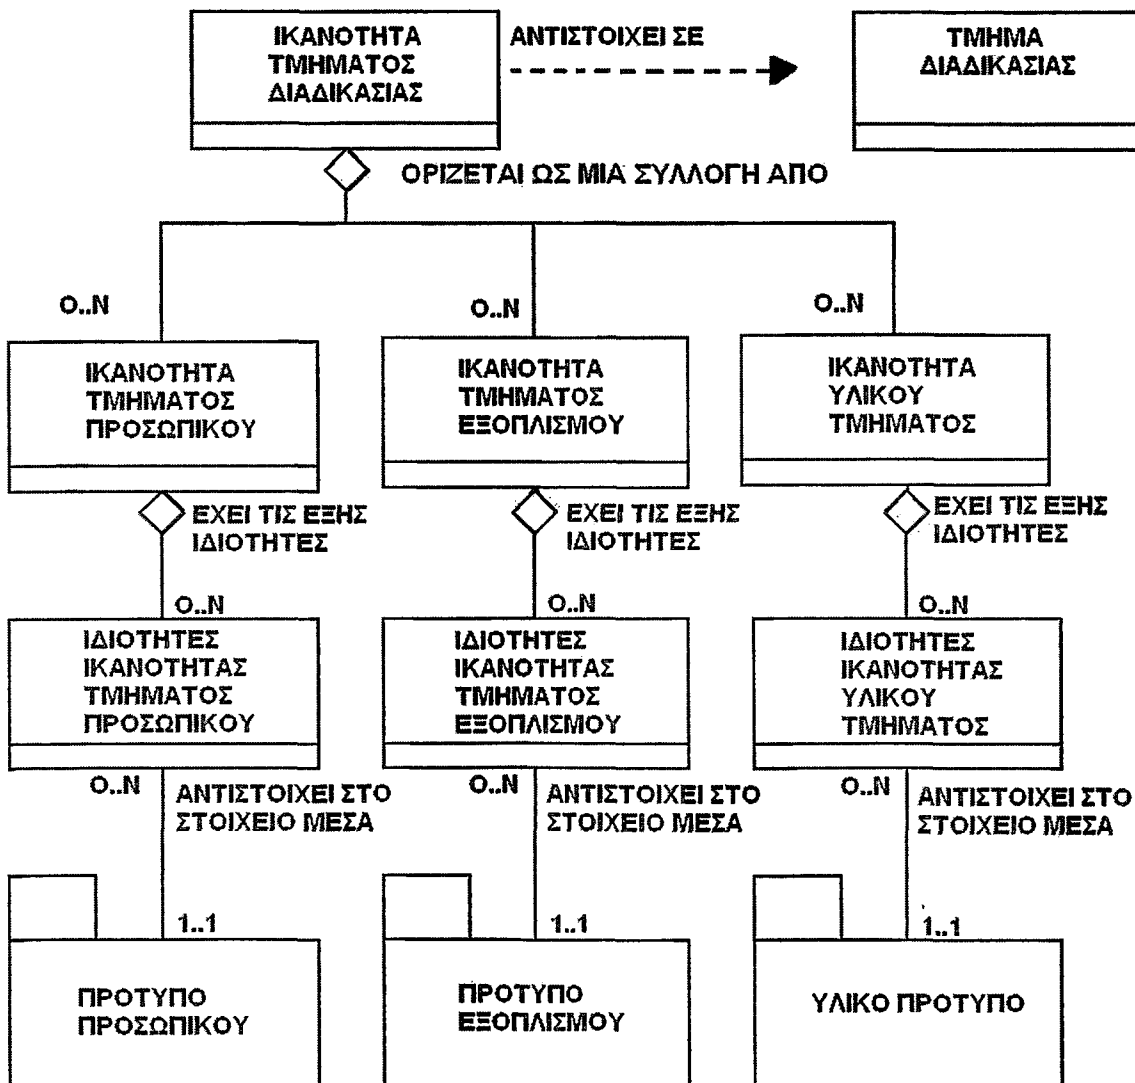 ΙΚΑΝΟΤΗΤΑ
ΤΜΗΜΑΤΟΣ
ΔΙΑΔΙΚΑΣΙΑΣ
ΑΝΤΙΣΤΟΙΧΕΙ ΣΕ
ΤΜΗΜΑ
ΔΙΑΔΙΚΑΣΙΑΣ
ΟΡΙΖΕΤΑΙ ΩΣ ΜΙΑ ΣΥΛΛΟΓΗ ΑΠΟ
Ο..Ν
Ο..Ν
Ο..Ν
ΙΚΑΝΟΤΗΤΑ
ΤΜΗΜΑΤΟΣ
ΠΡΟΣΩΠΙΚΟΥ
ΙΚΑΝΟΤΗΤΑ
ΤΜΗΜΑΤΟΣ
ΕΞΟΠΛΙΣΜΟΥ
ΙΚΑΝΟΤΗΤΑ
ΥΛΙΚΟΥ
ΤΜΗΜΑΤΟΣ
ΕΧΕΙ ΤΙΣ ΕΞΗΣ
ΙΔΙΟΤΗΤΕΣ
ΕΧΕΙ ΤΙΣ ΕΞΗΣ
ΙΔΙΟΤΗΤΕΣ
ΕΧΕΙ ΤΙΣ ΕΞΗΣ
ΙΔΙΟΤΗΤΕΣ
Ο..Ν
Ο..Ν
Ο..Ν
ΙΔΙΟΤΗΤΕΣ
ΙΚΑΝΟΤΗΤΑΣ
ΤΜΗΜΑΤΟΣ
ΠΡΟΣΩΠΙΚΟΥ
ΙΔΙΟΤΗΤΕΣ
ΙΚΑΝΟΤΗΤΑΣ
ΤΜΗΜΑΤΟΣ
ΕΞΟΠΛΙΣΜΟΥ
ΙΔΙΟΤΗΤΕΣ
ΙΚΑΝΟΤΗΤΑΣ
ΥΛΙΚΟΥ
ΤΜΗΜΑΤΟΣ
Ο..Ν
ΑΝΤΙΣΤΟΙΧΕΙ ΣΤΟ
ΣΤΟΙΧΕΙΟ ΜΕΣΑ
Ο..Ν
ΑΝΤΙΣΤΟΙΧΕΙ ΣΤΟ
ΣΤΟΙΧΕΙΟ ΜΕΣΑ
Ο..Ν
ΑΝΤΙΣΤΟΙΧΕΙ ΣΤΟ
ΣΤΟΙΧΕΙΟ ΜΕΣΑ
1..1
1..1
1..1
ΠΡΟΤΥΠΟ
ΠΡΟΣΩΠΙΚΟΥ
ΠΡΟΤΥΠΟ
ΕΞΟΠΛΙΣΜΟΥ
ΥΛΙΚΟ ΠΡΟΤΥΠΟ